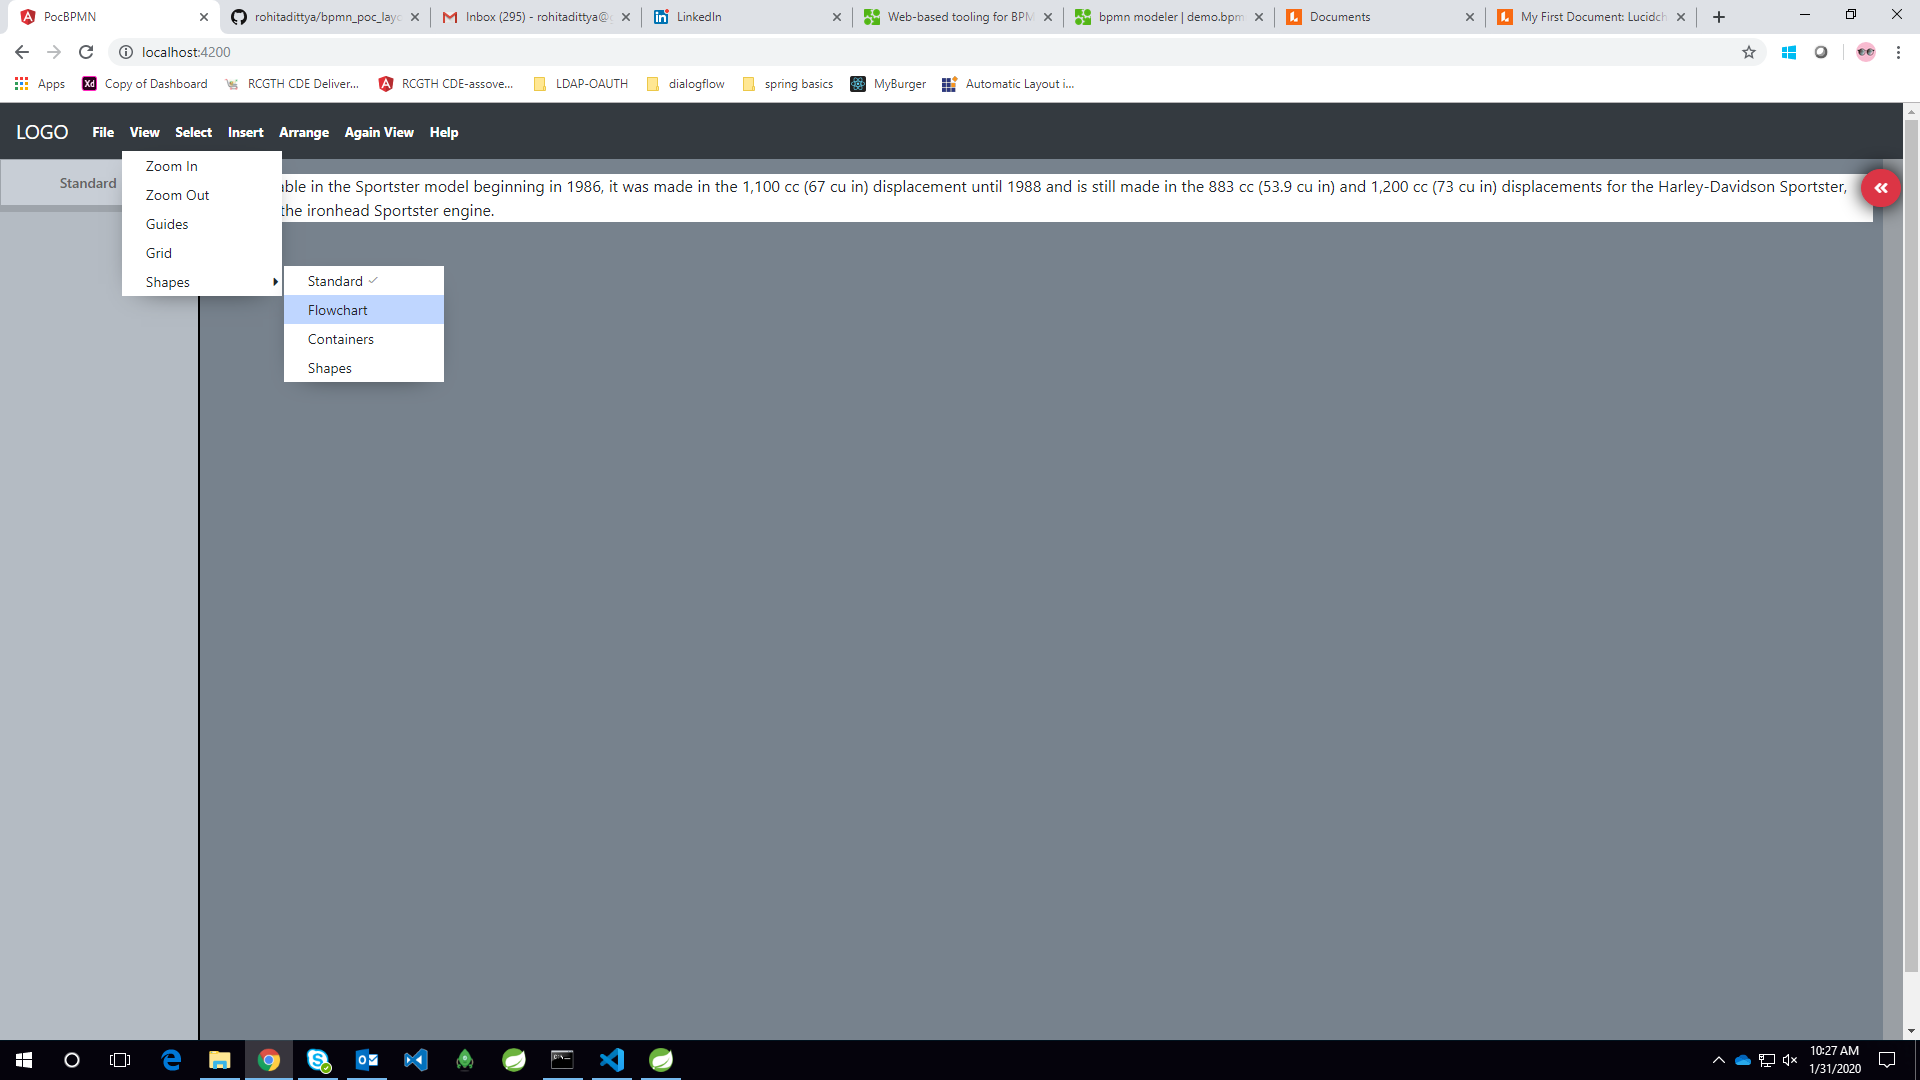 PocBPMN
rohitadittya/bpmn_poc_layo
Inbox (295) - rohitadittya@g
LinkedIn
Web-based tooling for BPM
bpmn modeler | demo.bpm
Documents
My First Document: Lucidch
localhost:4200
Apps
Copy of Dashboard
RCGTH CDE Deliver...
RCGTH CDE-assove...
LDAP-OAUTH
dialogflow
spring basics
MyBurger
Automatic Layout i...
LOGO File View Select Insert Arrange Again View Help
Standard
Zoom In
Zoom Out
Guides
Grid
Shapes
able in the Sportster model beginning in 1986, it was made in the 1,100 cc (67 cu in) displacement until 1988 and is still made in the 883 cc (53.9 cu in) and 1,200 cc (73 cu in) displacements for the Harley-Davidson Sportster,
the ironhead Sportster engine.
Standard
Flowchart
Containers
Shapes
10:27 AM
1/31/2020